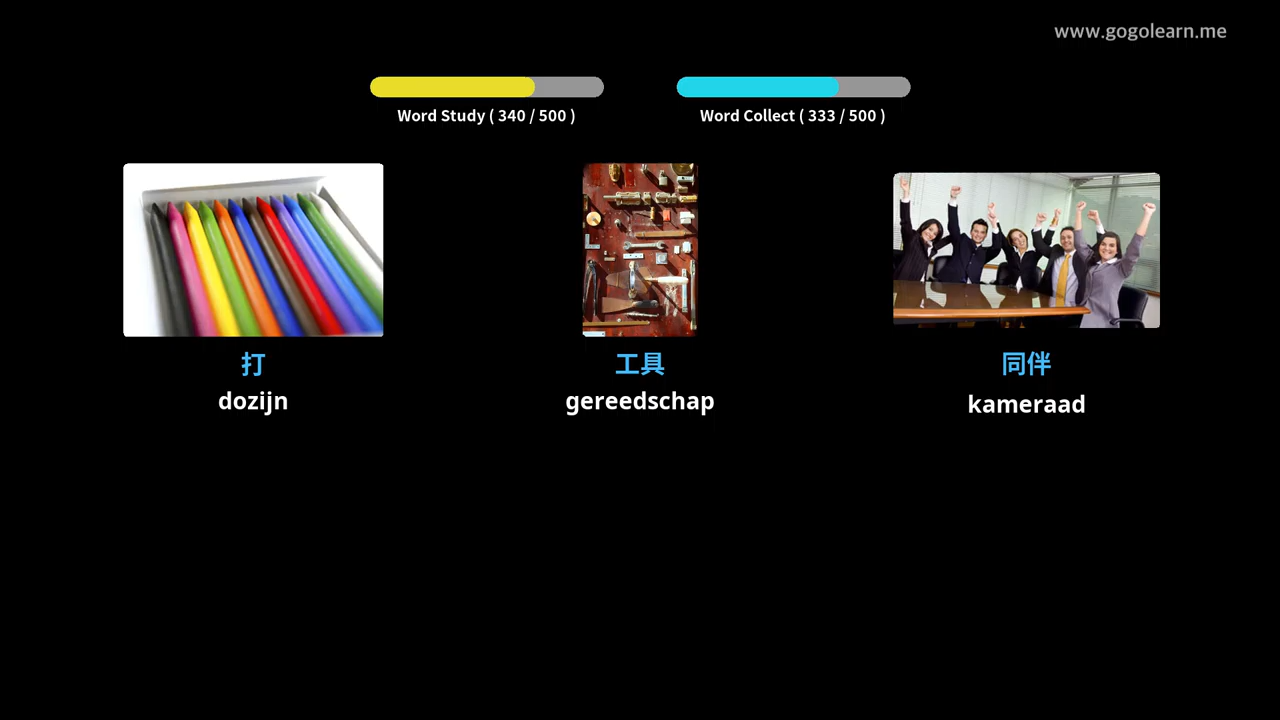 www.gogolearn.me
Word Study ( 340 / 500 )
Word Collect ( 333 / 500 )
打
工具
同伴
dozijn
gereedschap
kameraad